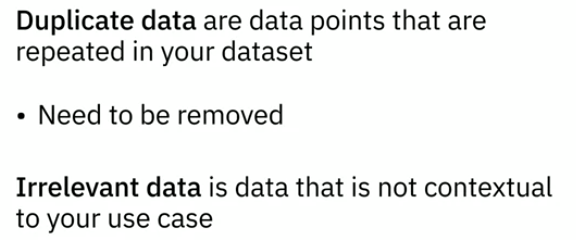 Duplicate data are data points that are
repeated in your dataset
• Need to be removed
Irrelevant data is data that is not contextual
to your use case